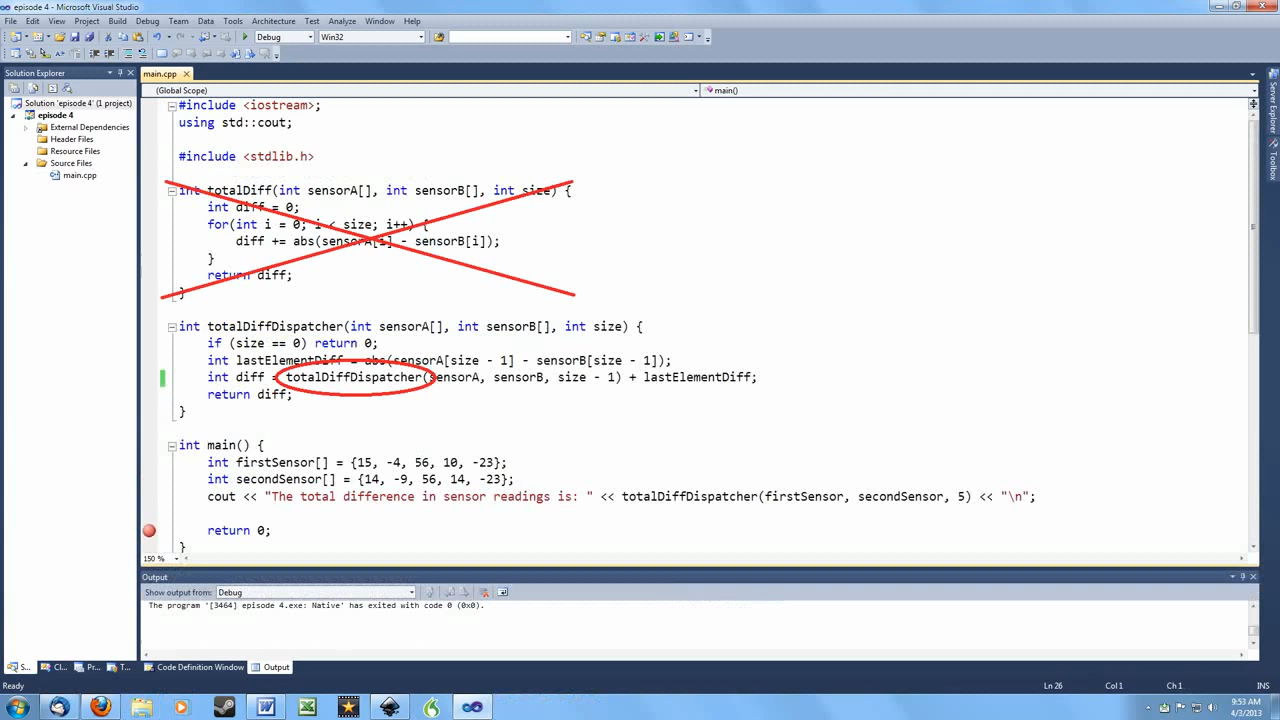 episode 4 - Microsoft Visual Studio
File Edit View Project Build Debug Team Data Tools Architecture Test Analyze Window Help
Debug Win32
Solution Explorer
main.cpp
(Global Scope) main()
Solution 'episode 4' (1 project)
episode 4
External Dependencies
Header Files
Resource Files
Source Files
main.cpp
#include <iostream>;
using std::cout;
#include <stdlib.h>
int totalDiff(int sensorA[], int sensorB[], int size) {
int diff = 0;
for(int i = 0; i < size; i++) {
diff += abs(sensorA[i] - sensorB[i]);
}
return diff;
}
int totalDiffDispatcher(int sensorA[], int sensorB[], int size) {
if (size == 0) return 0;
int lastElementDiff = abs(sensorA[size - 1] - sensorB[size - 1]);
int diff = totalDiffDispatcher(sensorA, sensorB, size - 1) + lastElementDiff;
return diff;
}
int main() {
int firstSensor[] = {15, -4, 56, 10, -23};
int secondSensor[] = {14, -9, 56, 14, -23};
cout << "The total difference in sensor readings is: " << totalDiffDispatcher(firstSensor, secondSensor, 5) << "\n";
return 0;
}
150 %
Server Explorer
Toolbox
Output
Show output from: Debug
The program '[3464] episode 4.exe: Native' has exited with code 0 (0x0).
S... Cl... Pr... T... Code Definition Window Output
Ready Ln 26 Col 1 Ch 1 INS
9:53 AM
4/3/2013